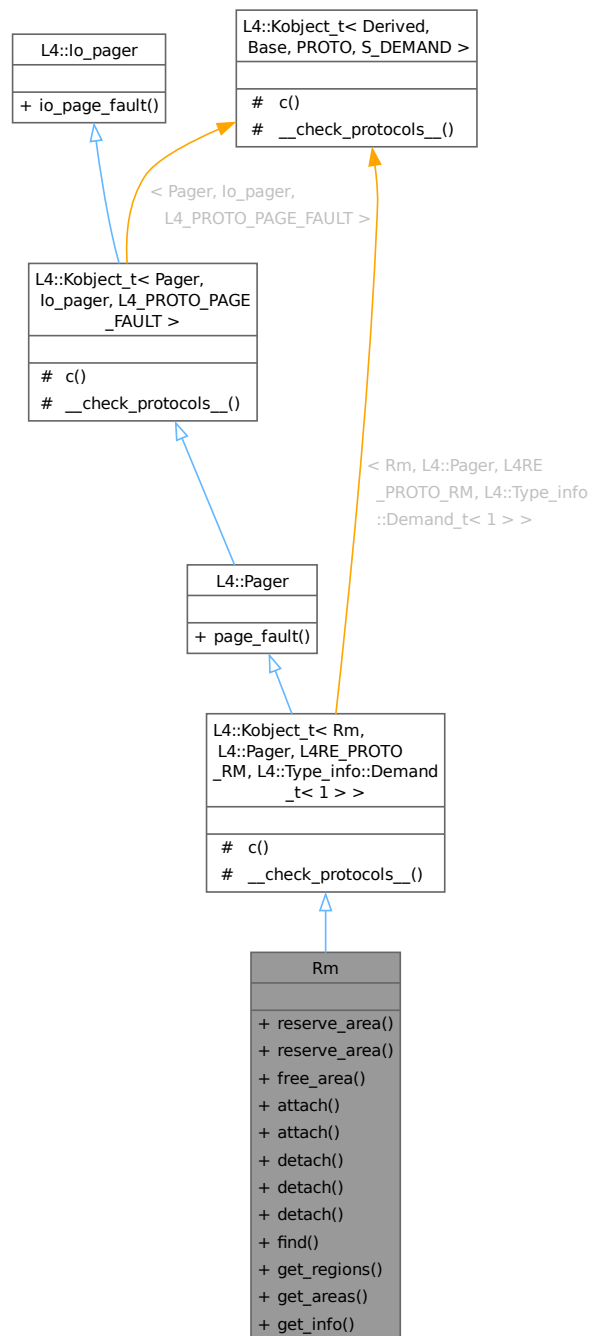 L4::Io_pager
+ io_page_fault()
L4::Kobject_t< Derived,
Base, PROTO, S_DEMAND >
# c()
# __check_protocols__()
< Pager, Io_pager,
L4_PROTO_PAGE_FAULT >
L4::Kobject_t< Pager,
Io_pager, L4_PROTO_PAGE
_FAULT >
# c()
# __check_protocols__()
< Rm, L4::Pager, L4RE
_PROTO_RM, L4::Type_info
::Demand_t< 1 > >
L4::Pager
+ page_fault()
L4::Kobject_t< Rm,
L4::Pager, L4RE_PROTO
_RM, L4::Type_info::Demand
_t< 1 > >
# c()
# __check_protocols__()
Rm
+ reserve_area()
+ reserve_area()
+ free_area()
+ attach()
+ attach()
+ detach()
+ detach()
+ detach()
+ find()
+ get_regions()
+ get_areas()
+ get_info()